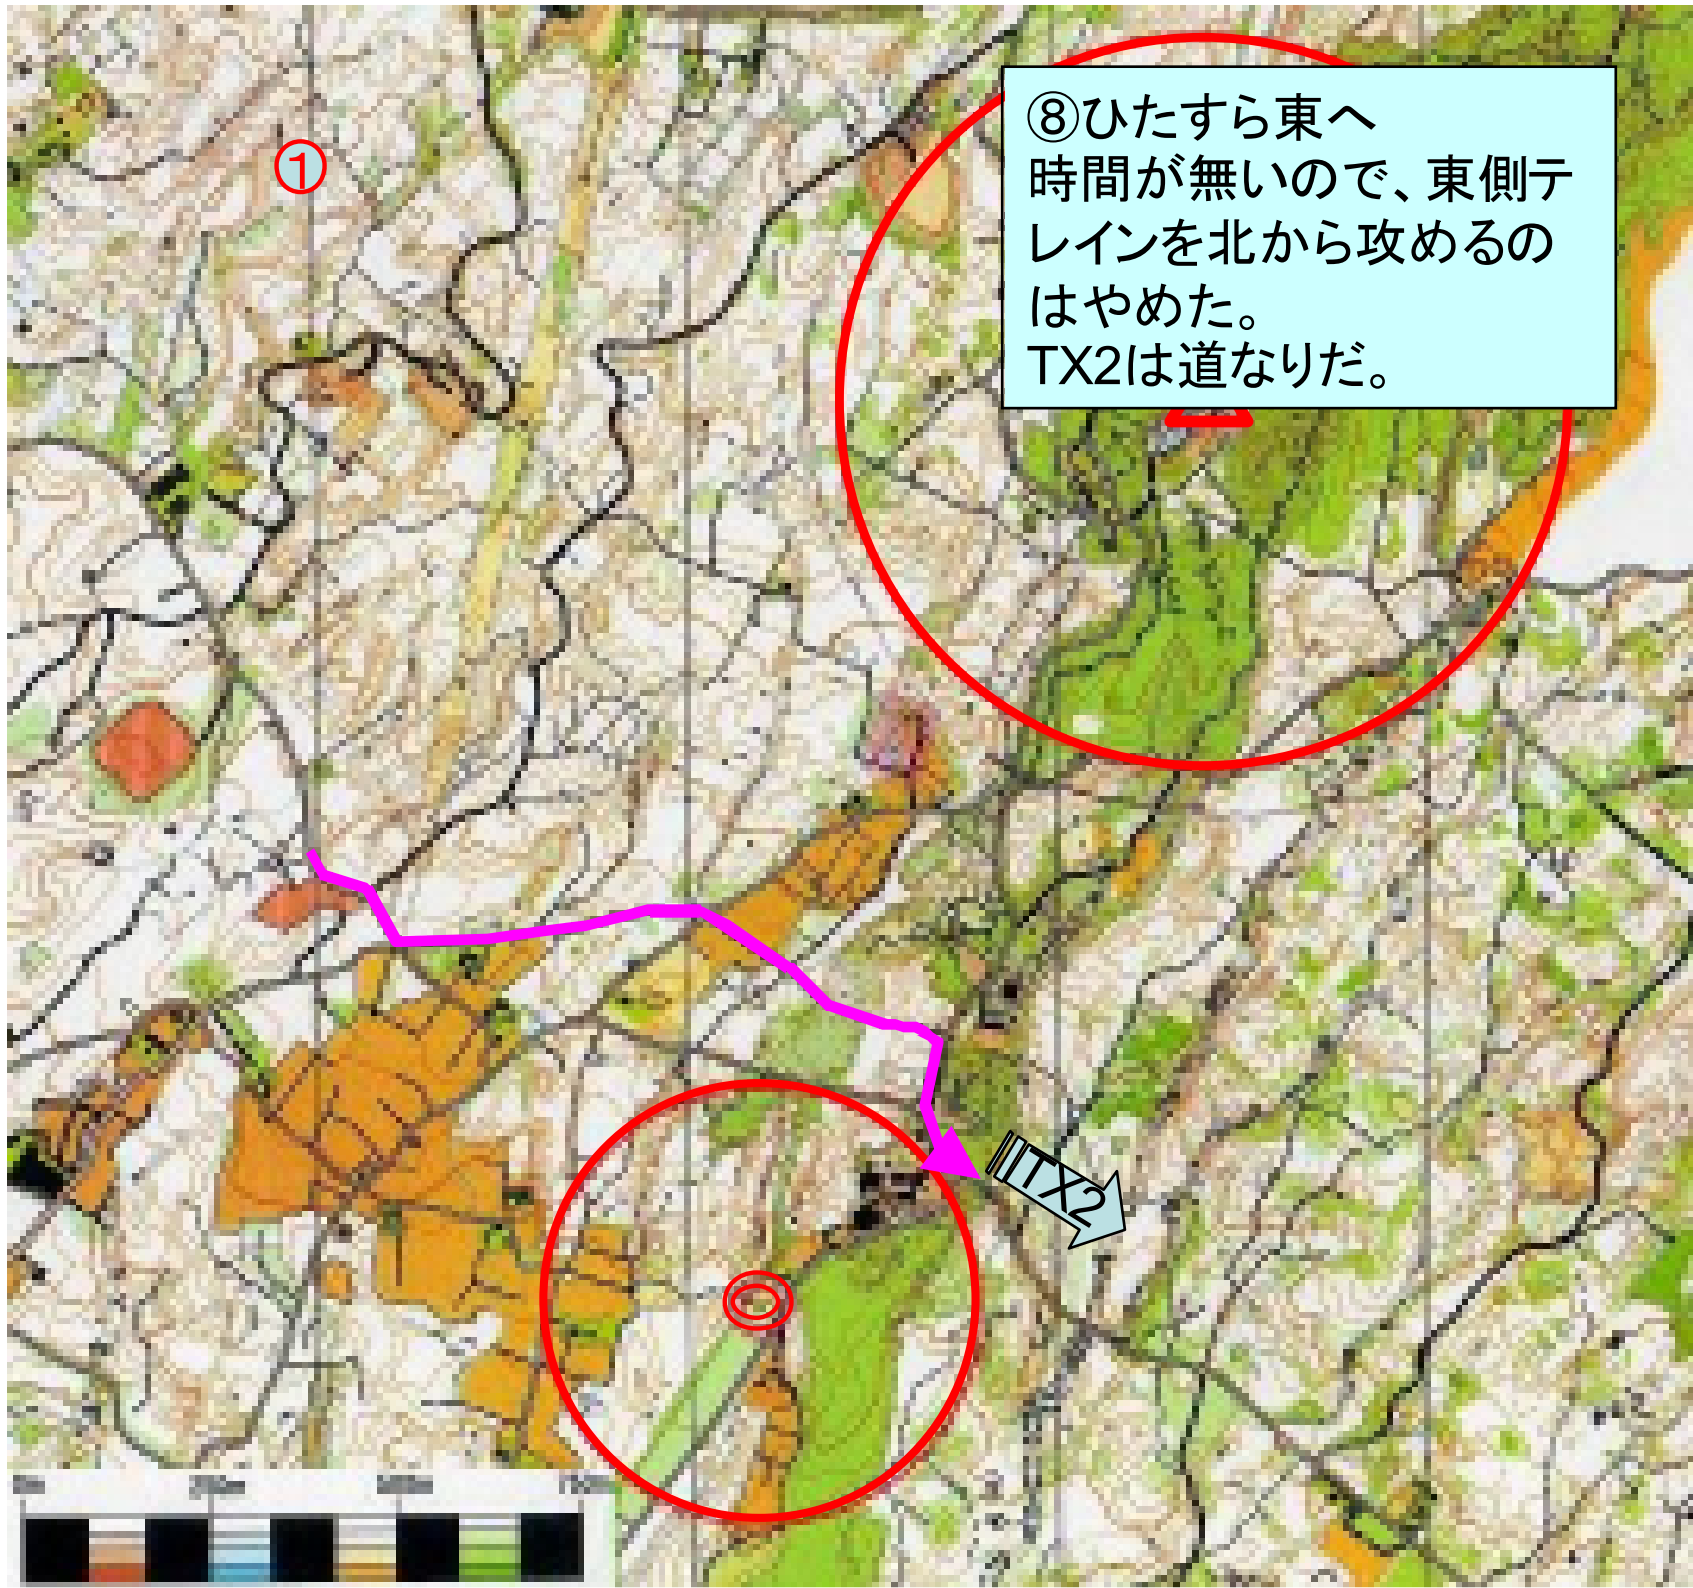 ①
⑧ひたすら東へ
時間が無いので、東側テ
レインを北から攻めるの
はやめた。
TX2は道なりだ。
TX2